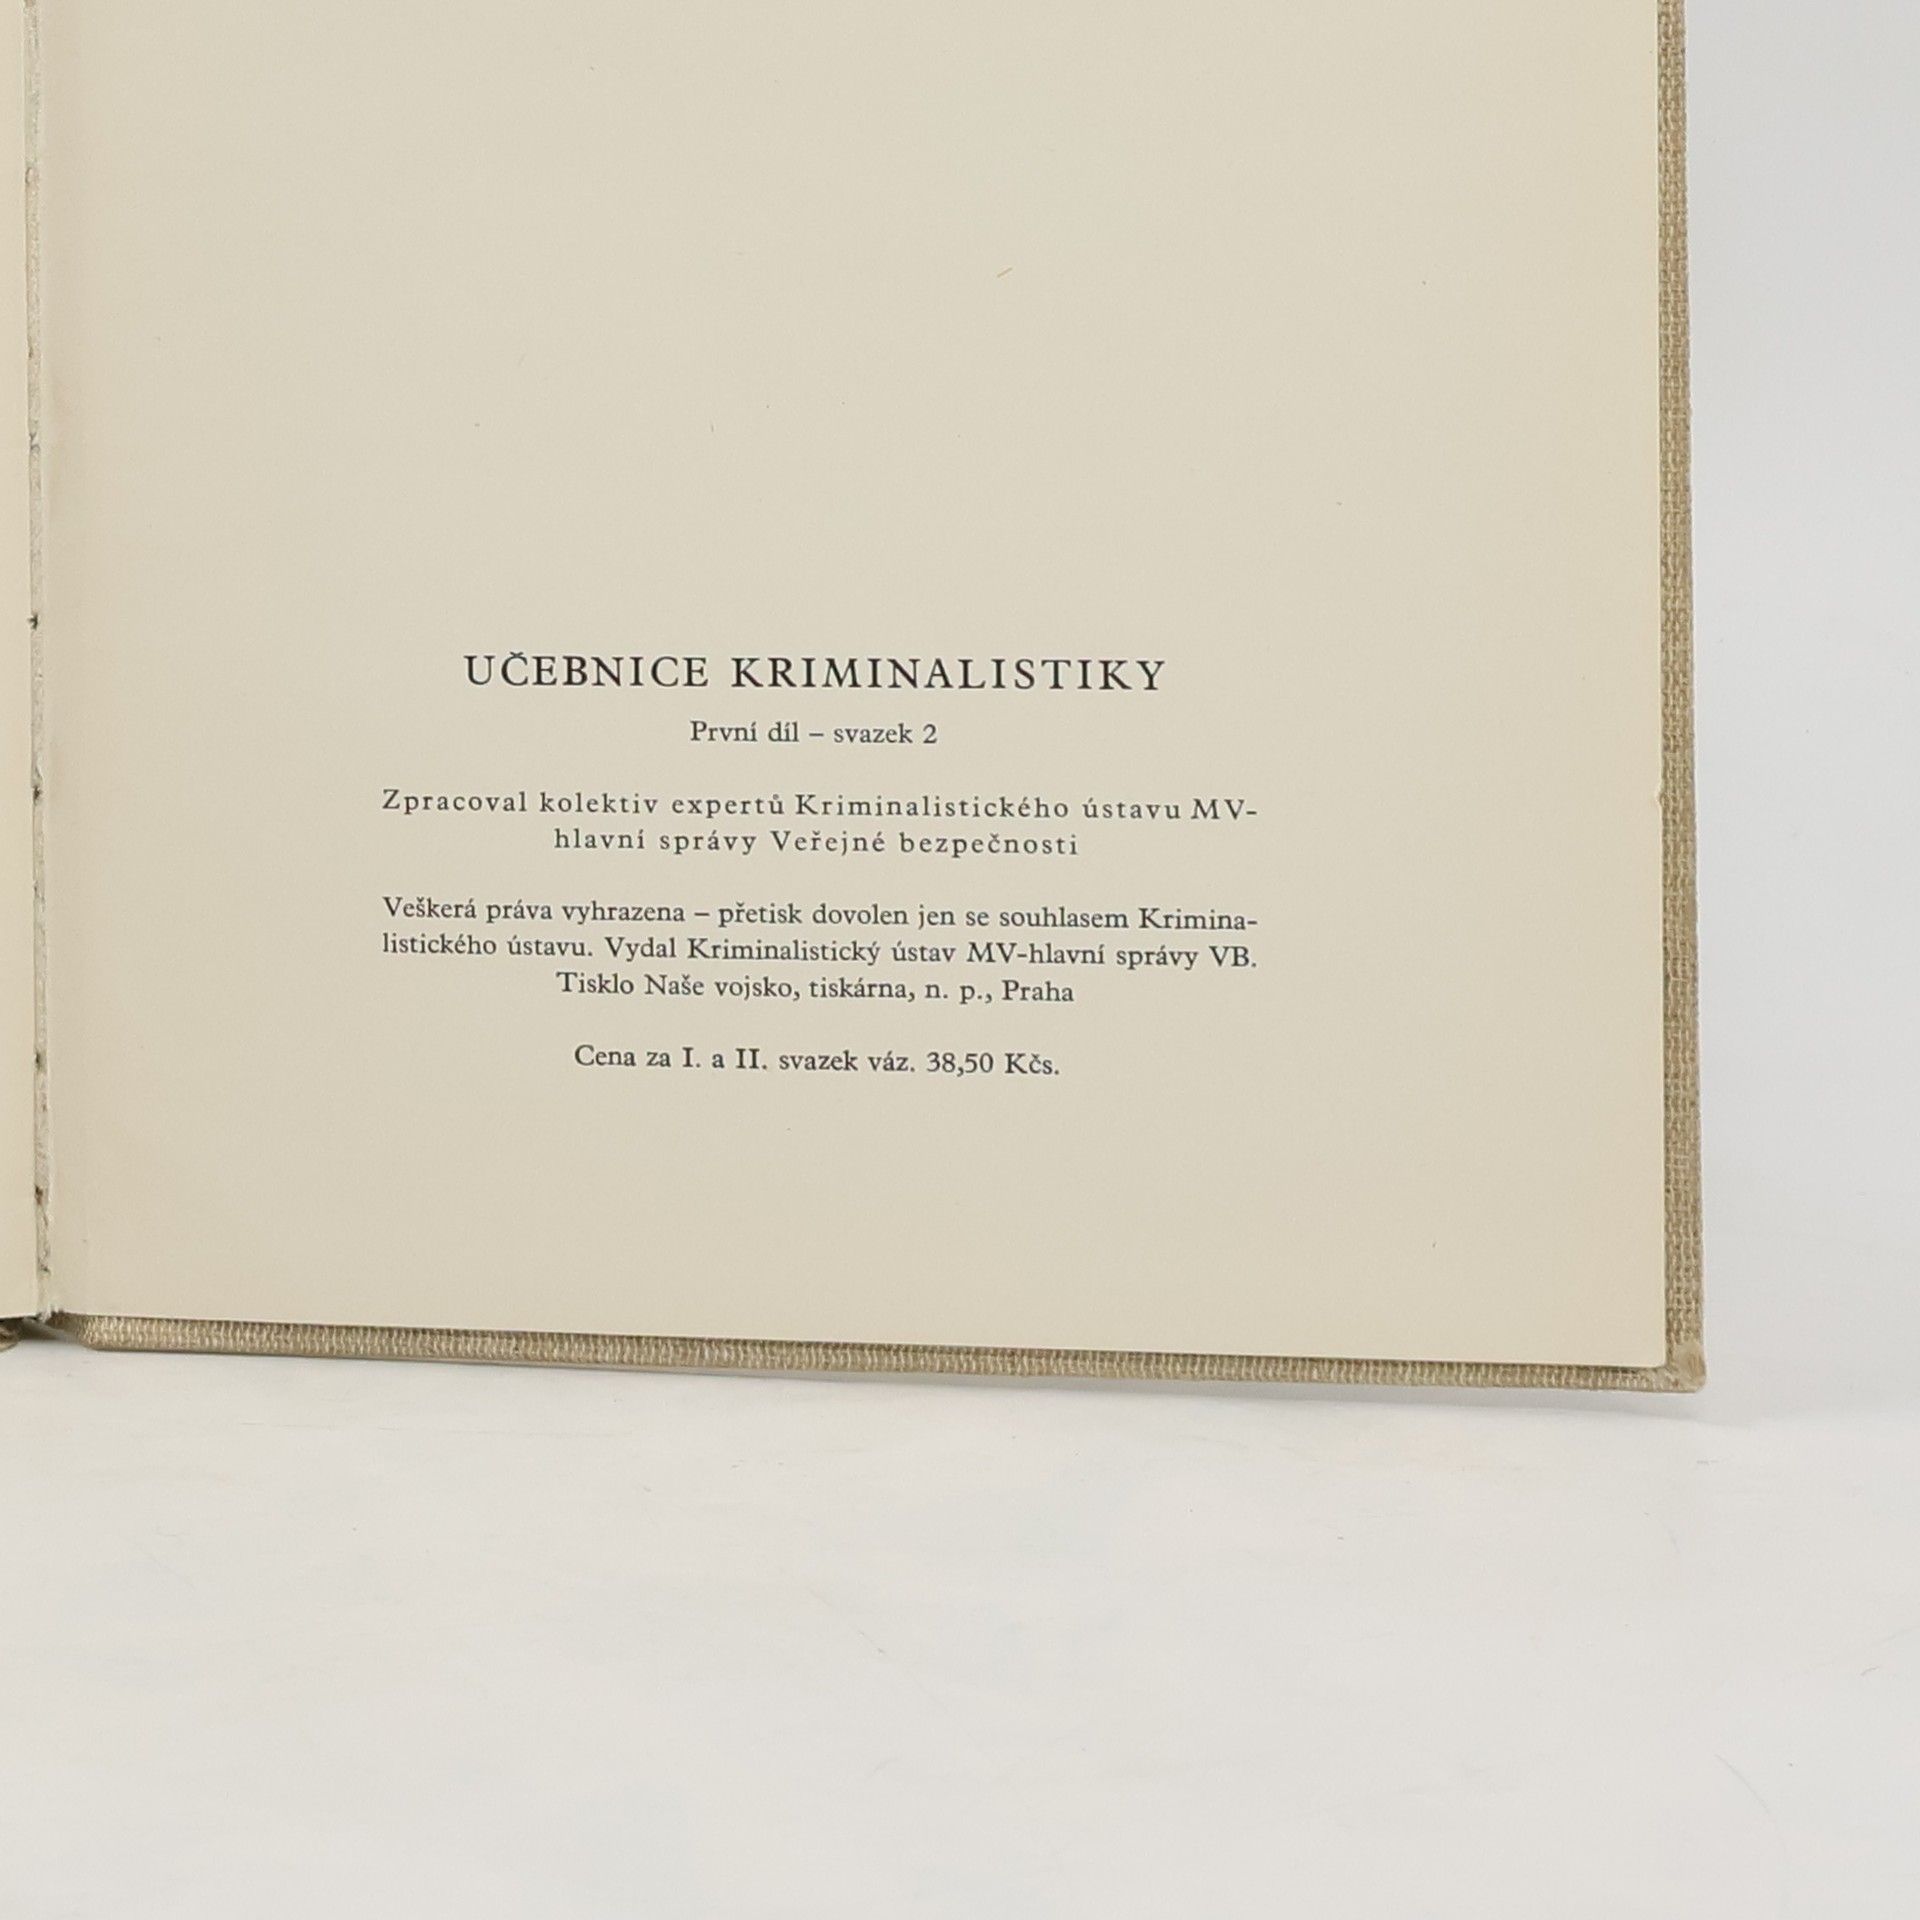 UČEBNICE KRIMINALISTIKY
První díl – svazek 2
Zpracoval kolektiv expertů Kriminalistického ústavu MV-
hlavní správy Veřejné bezpečnosti
Veškerá práva vyhrazena – přetisk dovolen jen se souhlasem Krimina-
listického ústavu. Vydal Kriminalistický ústav MV-hlavní správy VB.
Tisklo Naše vojsko, tiskárna, n. p., Praha
Cena za I. a II. svazek váz. 38,50 Kčs.